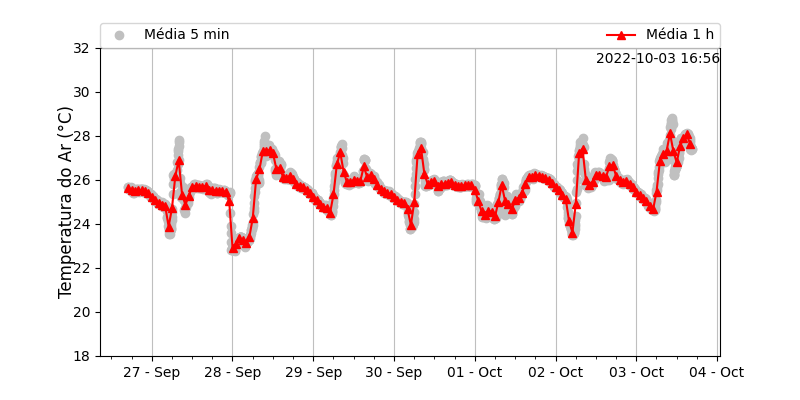 Média 5 min
Média 1 h
2022-10-03 16:56
Temperatura do Ar (°C)
32
30
28
26
24
22
20
18
27 - Sep
28 - Sep
29 - Sep
30 - Sep
01 - Oct
02 - Oct
03 - Oct
04 - Oct